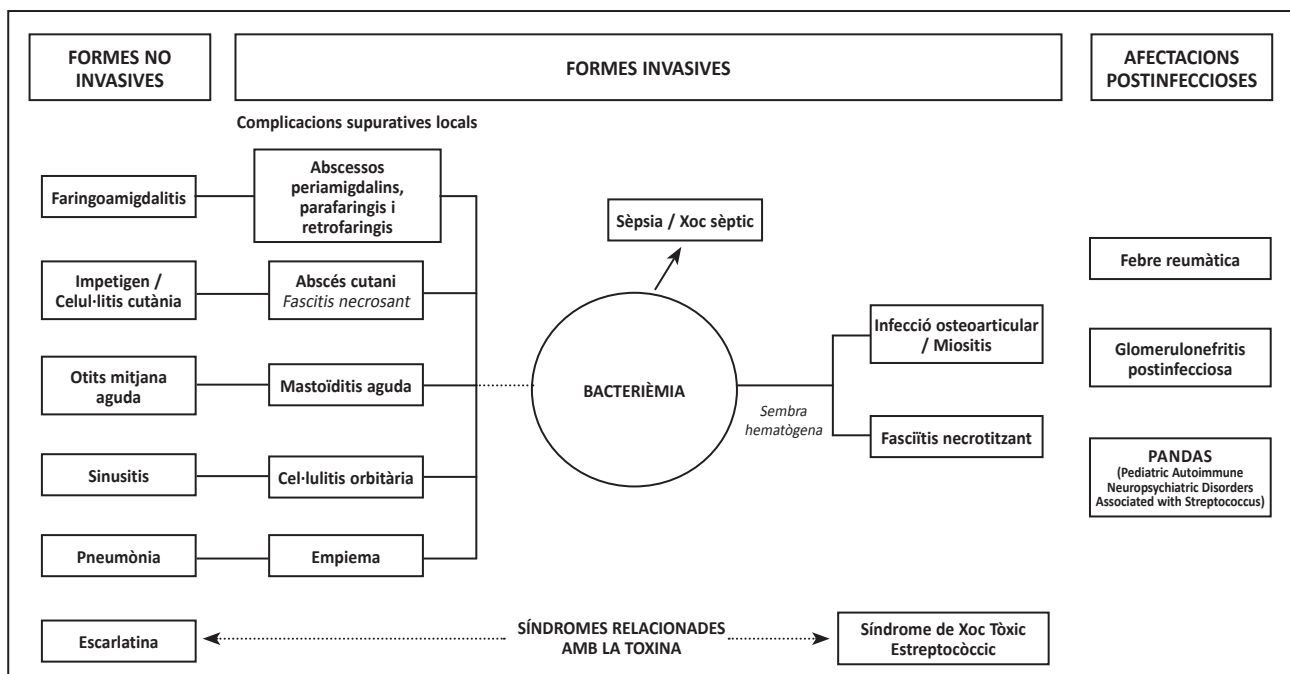 FORMES NO
INVASIVES
FORMES INVASIVES
AFECTACIONS
POSTINFECCIOSES
Complicacions supuratives locals
Faringoamigdalitis
Abscessos
periamigdalins,
parafaringis i
retrofaringis
Impetigen /
Celul·litis cutània
Abscés cutani
Fascitis necrosant
Otits mitjana
aguda
Mastoïditis aguda
Sinusitis
Cel·lulitis orbitària
Pneumònia
Empiema
Sèpsia / Xoc sèptic
BACTERIÈMIA
Sembra
hematògena
Infecció osteoarticular
/ Miositis
Fasciïtis necrotitzant
Febre reumàtica
Glomerulonefritis
postinfecciosa
PANDAS
(Pediatric Autoimmune
Neuropsychiatric Disorders
Associated with Streptococcus)
Escarlatina
SÍNDROMES RELACIONADES
AMB LA TOXINA
Síndrome de Xoc Tòxic
Estreptocòccic